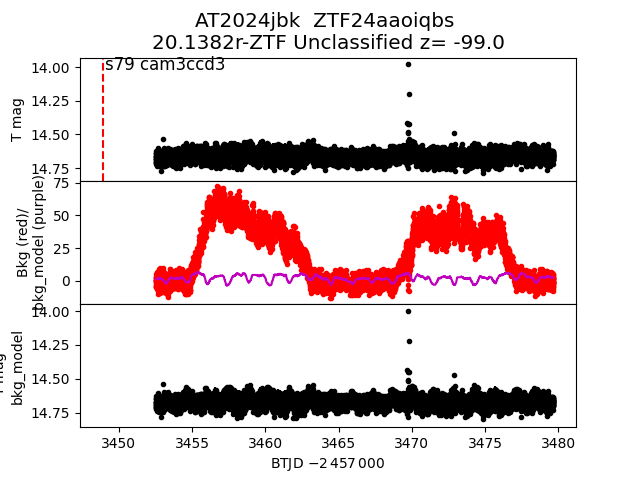 AT2024jbk  ZTF24aaoiqbs
20.1382r-ZTF Unclassified z= -99.0
s79 cam3ccd3
T mag
14.00
14.25
14.50
14.75
Bkg (red)/
bkg_model (purple)
75
50
25
0
bkg_model
14.00
14.25
14.50
14.75
3450 3455 3460 3465 3470 3475 3480
BTJD −2 457 000